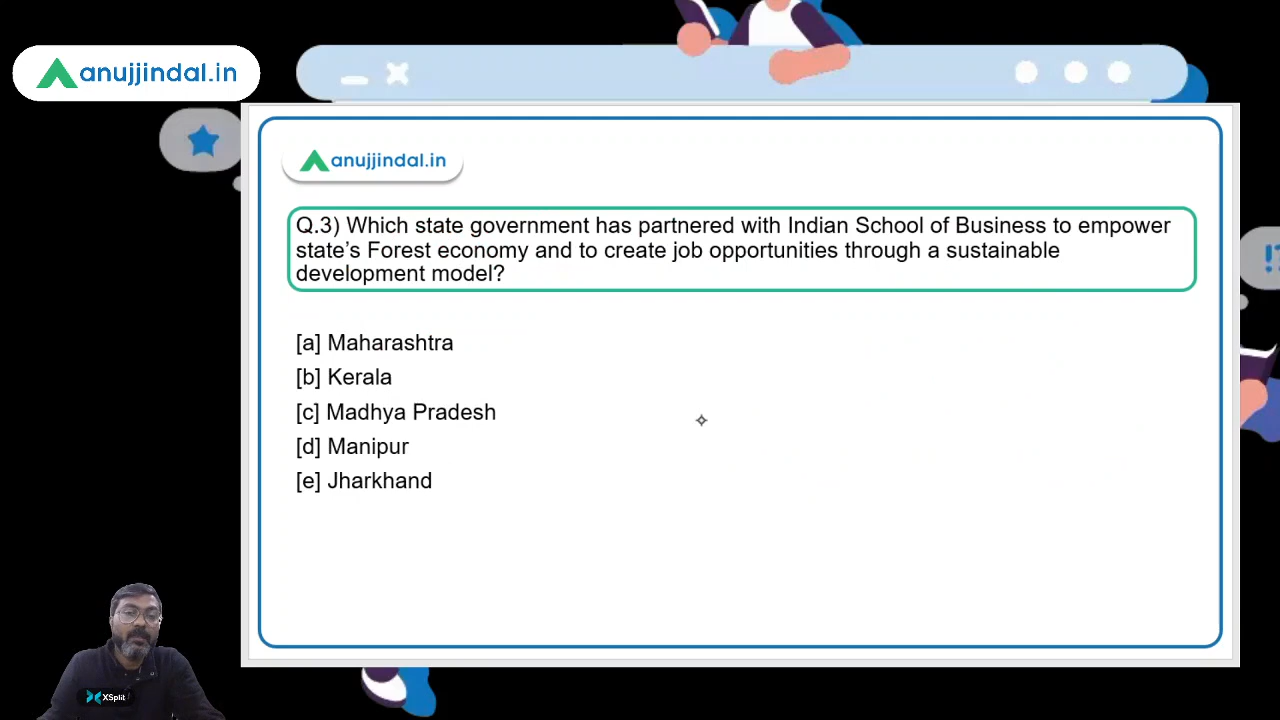 anujjindal.in
anujjindal.in
Q.3) Which state government has partnered with Indian School of Business to empower
state's Forest economy and to create job opportunities through a sustainable
development model?
[a] Maharashtra
[b] Kerala
[c] Madhya Pradesh
[d] Manipur
[e] Jharkhand
!?
XSplit